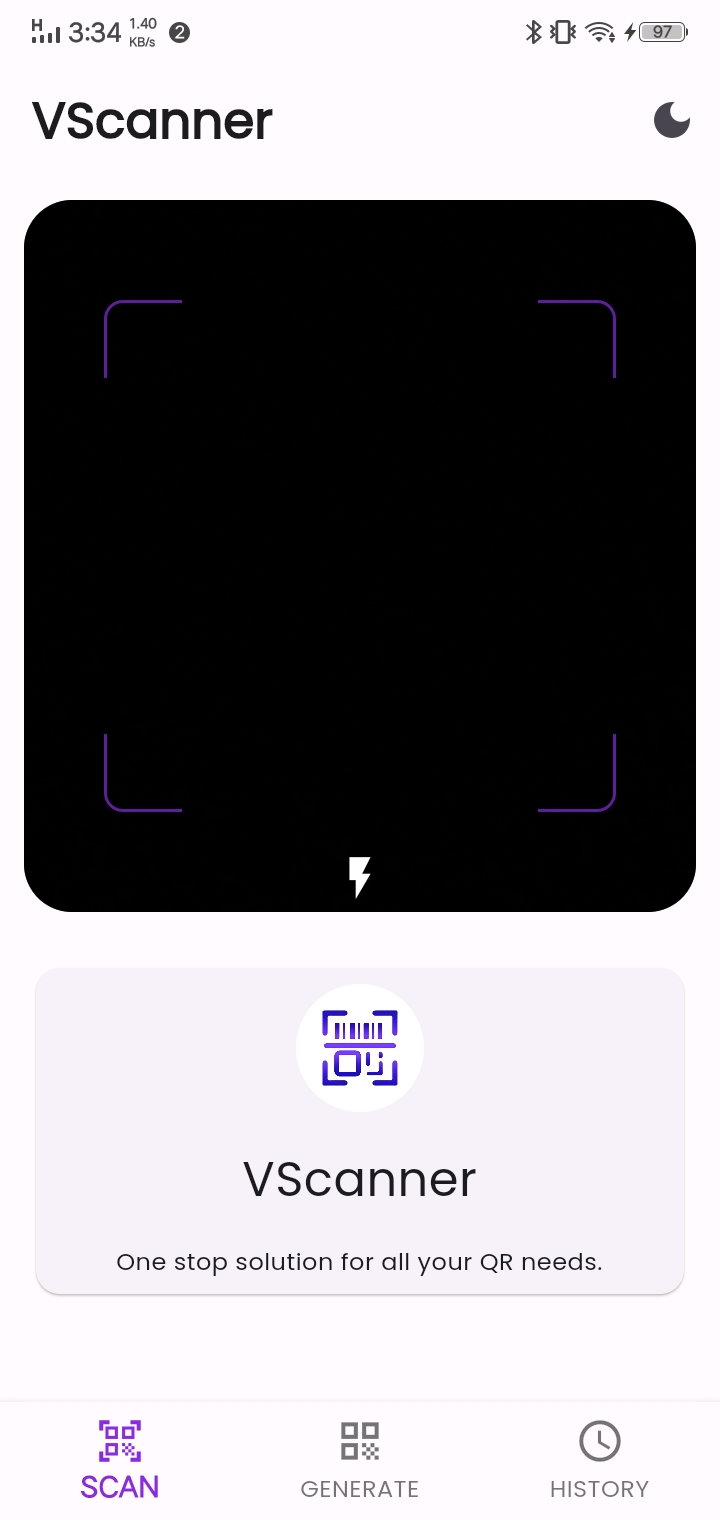 H 3:34 1.40 KB/s 2 97
VScanner
VScanner
One stop solution for all your QR needs.
SCAN GENERATE HISTORY